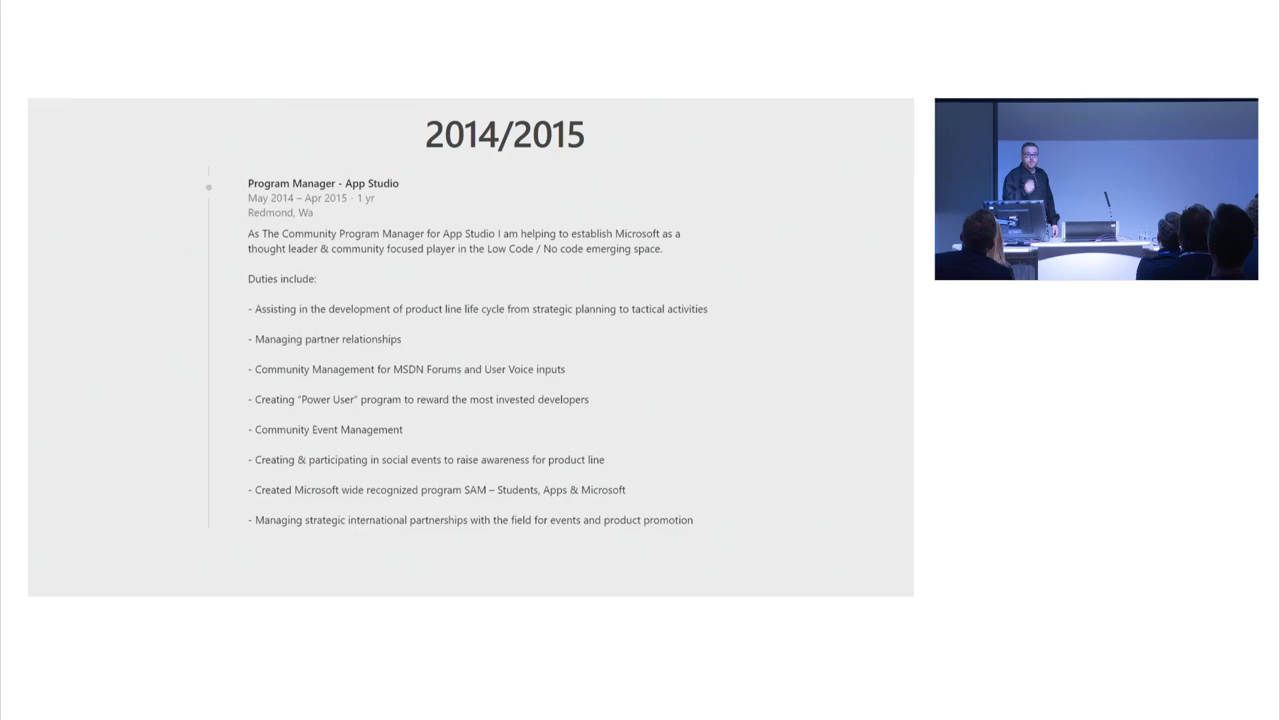 2014/2015
Program Manager - App Studio
May 2014 – Apr 2015 · 1 yr
Redmond, Wa
As The Community Program Manager for App Studio I am helping to establish Microsoft as a
thought leader & community focused player in the Low Code / No code emerging space.
Duties include:
- Assisting in the development of product line life cycle from strategic planning to tactical activities
- Managing partner relationships
- Community Management for MSDN Forums and User Voice inputs
- Creating "Power User" program to reward the most invested developers
- Community Event Management
- Creating & participating in social events to raise awareness for product line
- Created Microsoft wide recognized program SAM – Students, Apps & Microsoft
- Managing strategic international partnerships with the field for events and product promotion